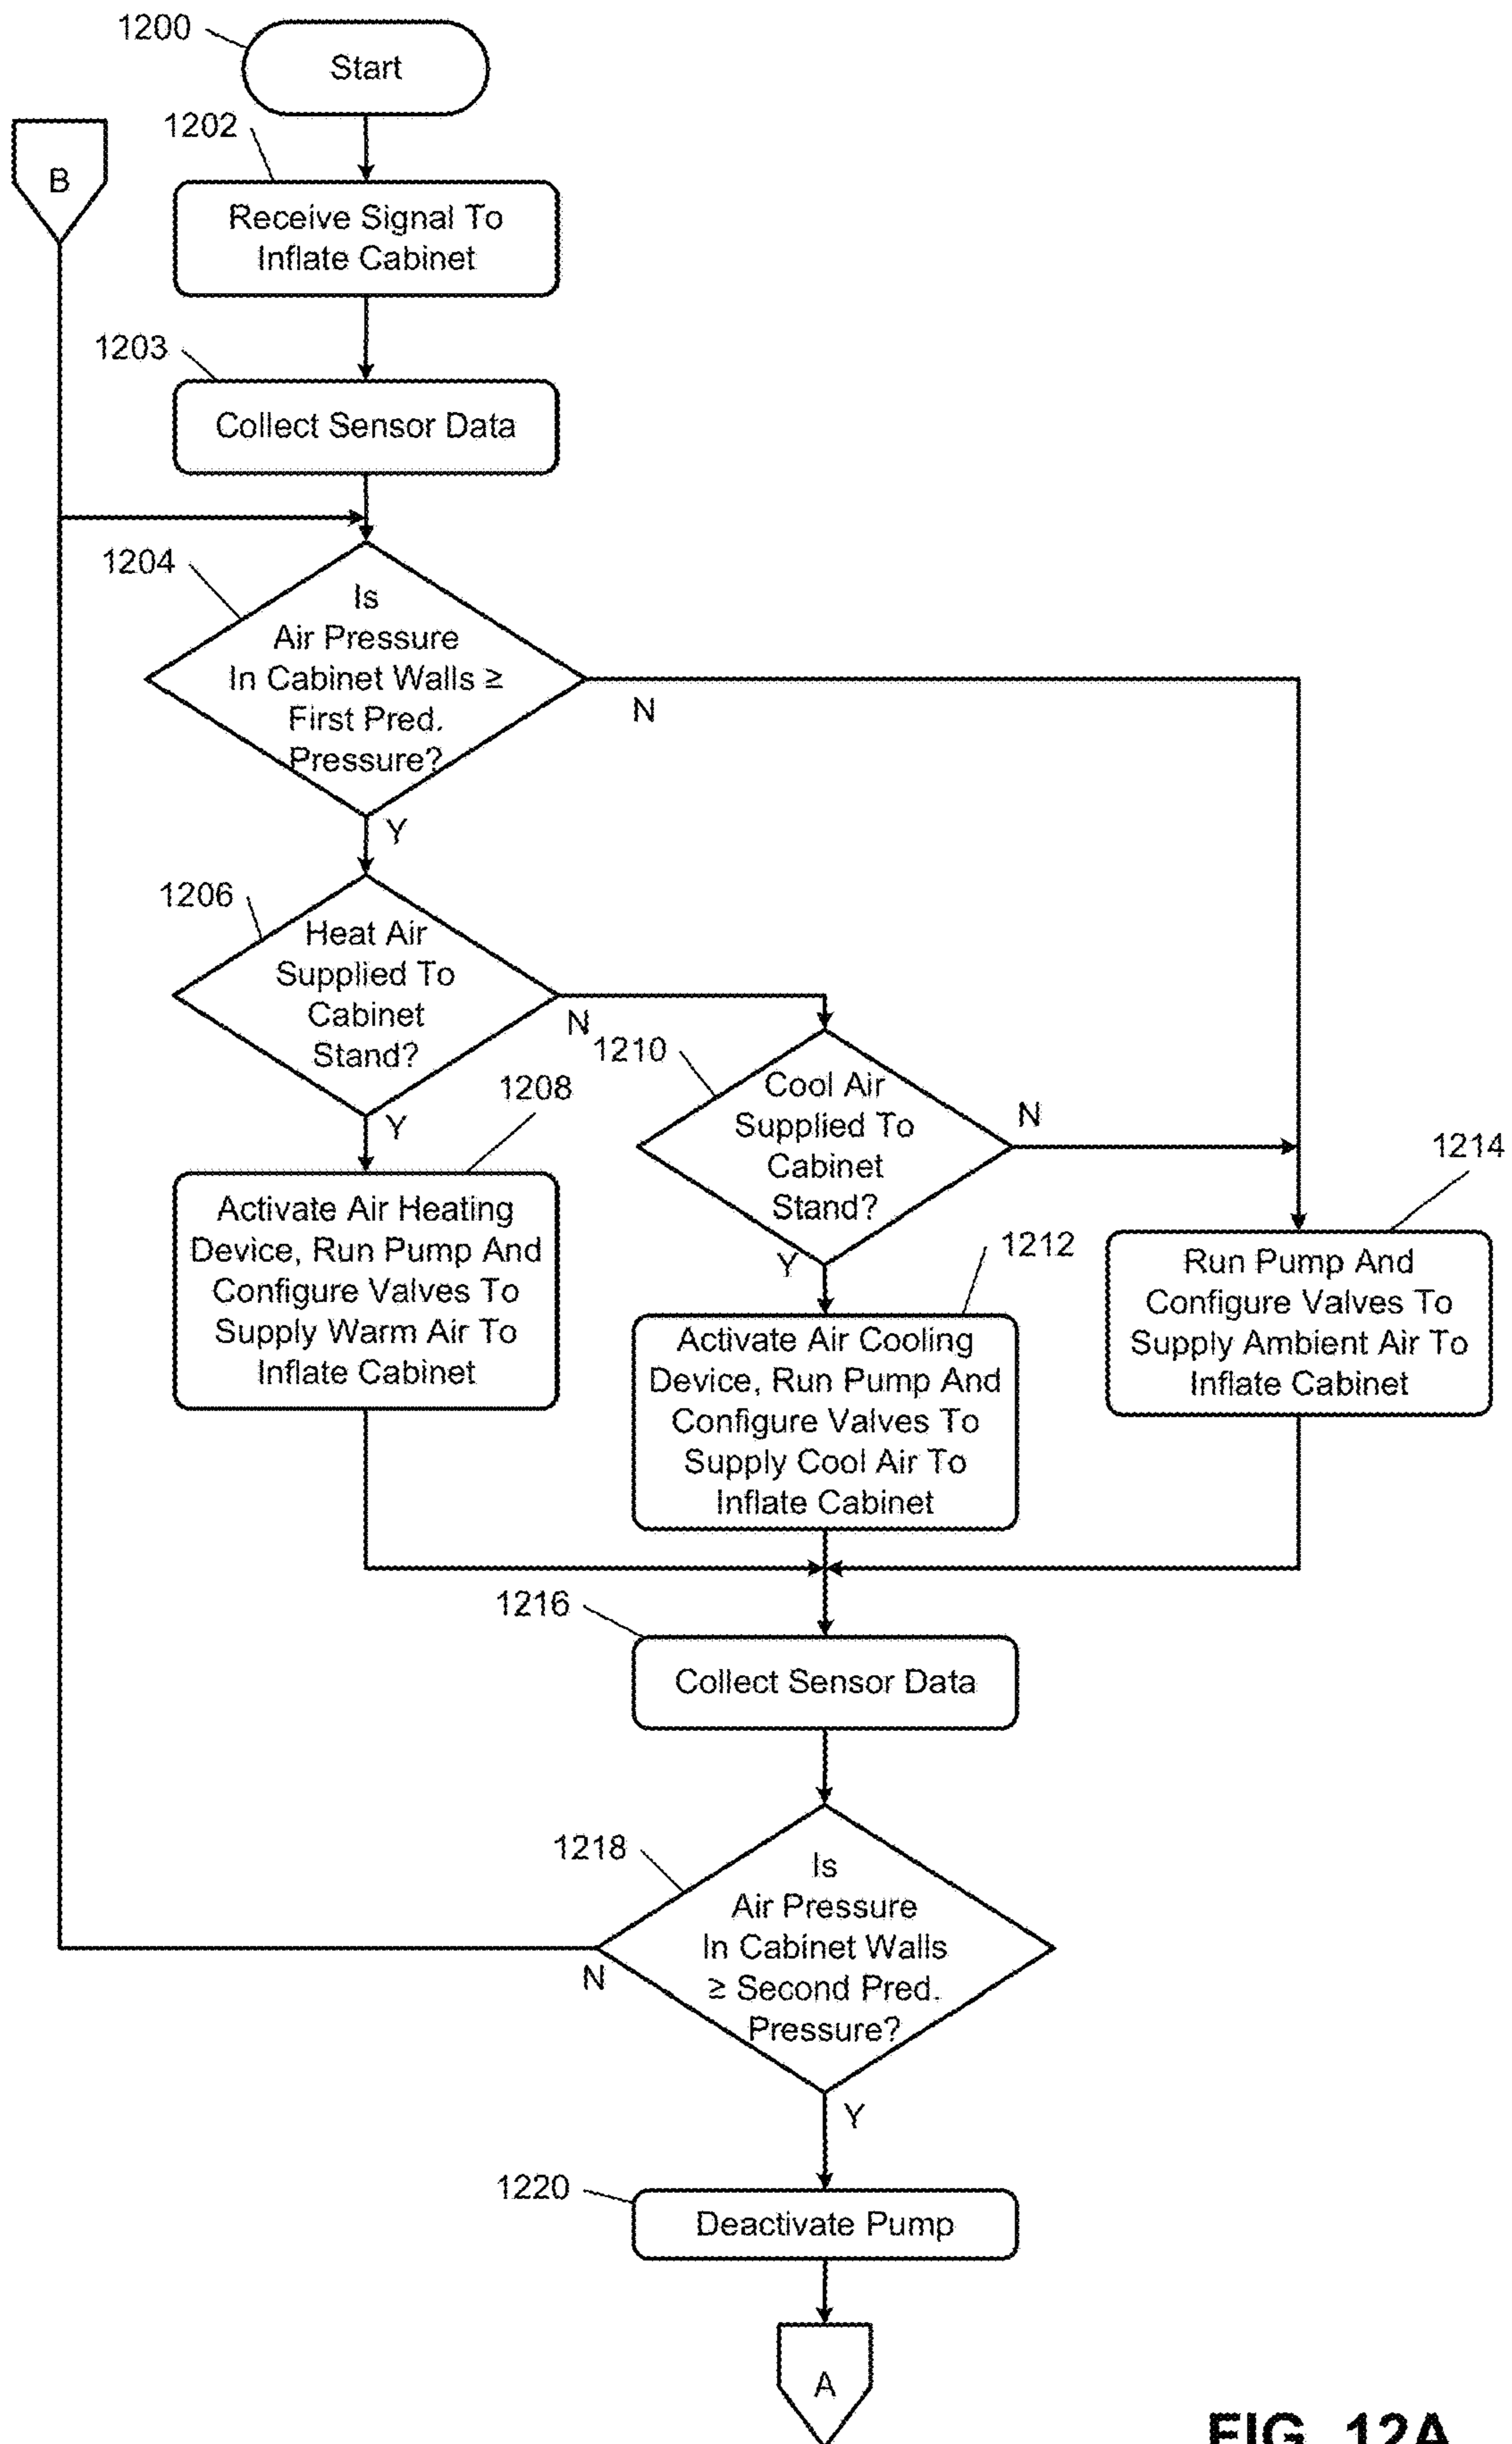 1200
Start
B
1202
Receive Signal To
Inflate Cabinet
1203
Collect Sensor Data
1204
Is
Air Pressure
In Cabinet Walls ≥
First Pred.
Pressure?
N
Y
1206
Heat Air
Supplied To
Cabinet
Stand?
N
Y
1210
Cool Air
Supplied To
Cabinet
Stand?
N
Y
1208
Activate Air Heating
Device, Run Pump And
Configure Valves To
Supply Warm Air To
Inflate Cabinet
1212
Activate Air Cooling
Device, Run Pump And
Configure Valves To
Supply Cool Air To
Inflate Cabinet
1214
Run Pump And
Configure Valves To
Supply Ambient Air To
Inflate Cabinet
1216
Collect Sensor Data
1218
Is
Air Pressure
In Cabinet Walls
≥ Second Pred.
Pressure?
N
Y
1220
Deactivate Pump
A
FIG. 12A